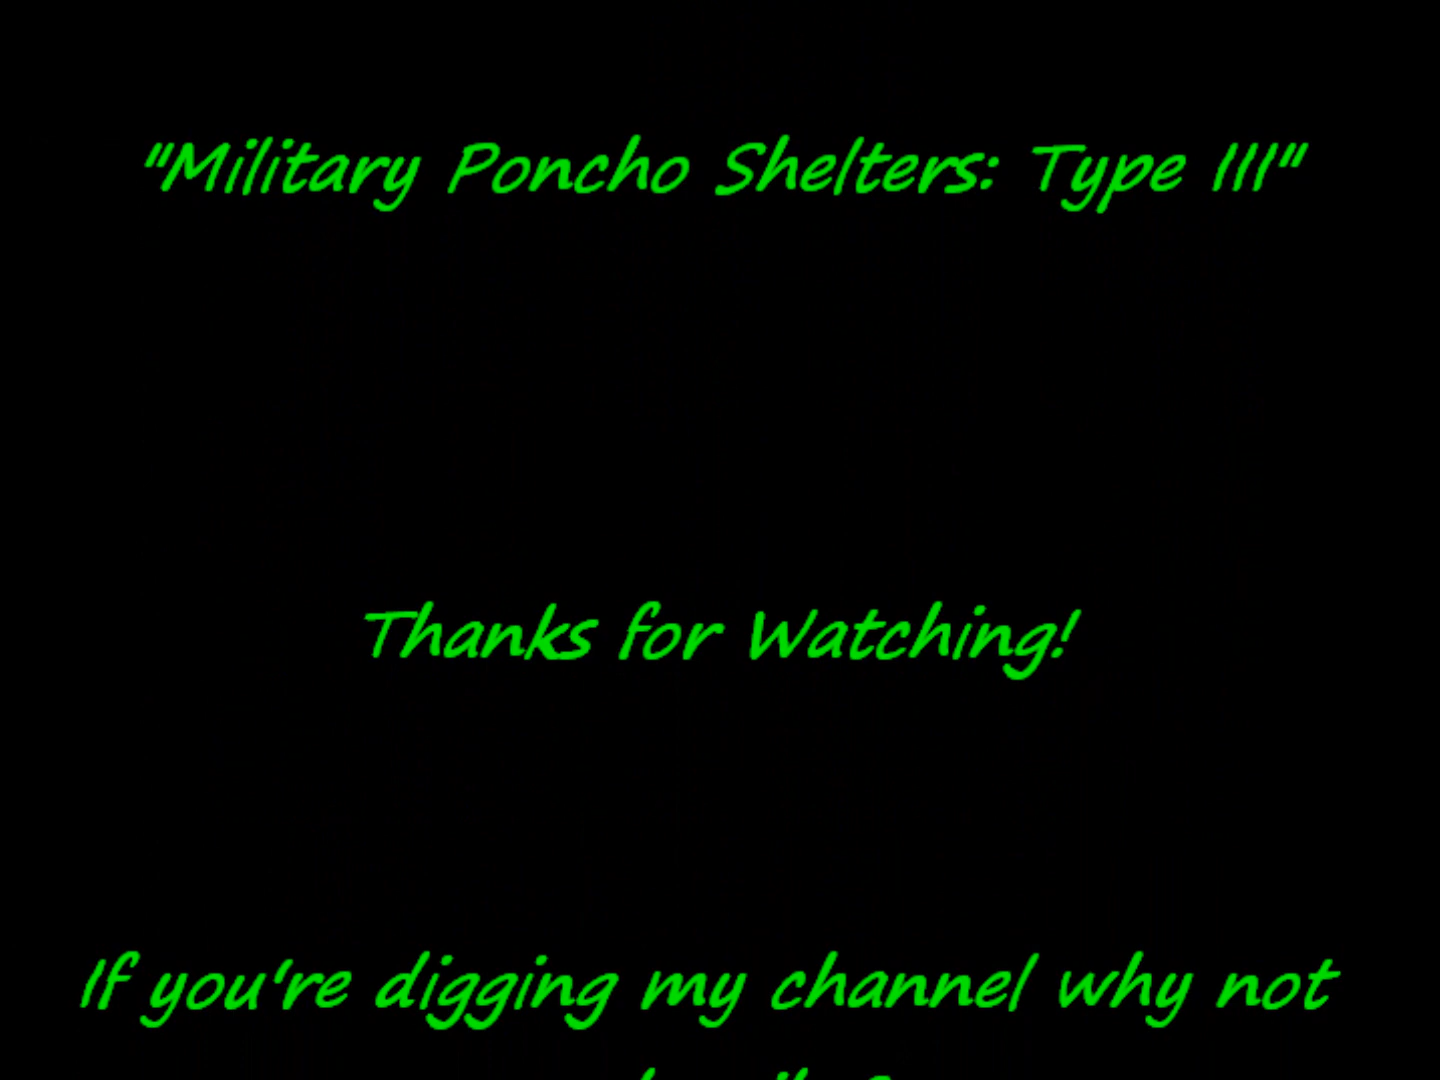 "Military Poncho Shelters: Type III"
Thanks for Watching!
If you're digging my channel why not